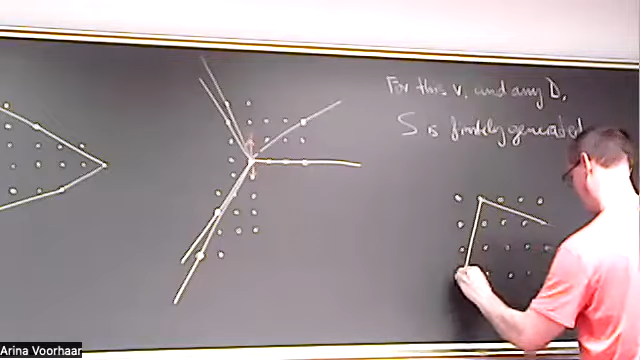 For this v, and any D,
S is finitely generated
Arina Voorhaar